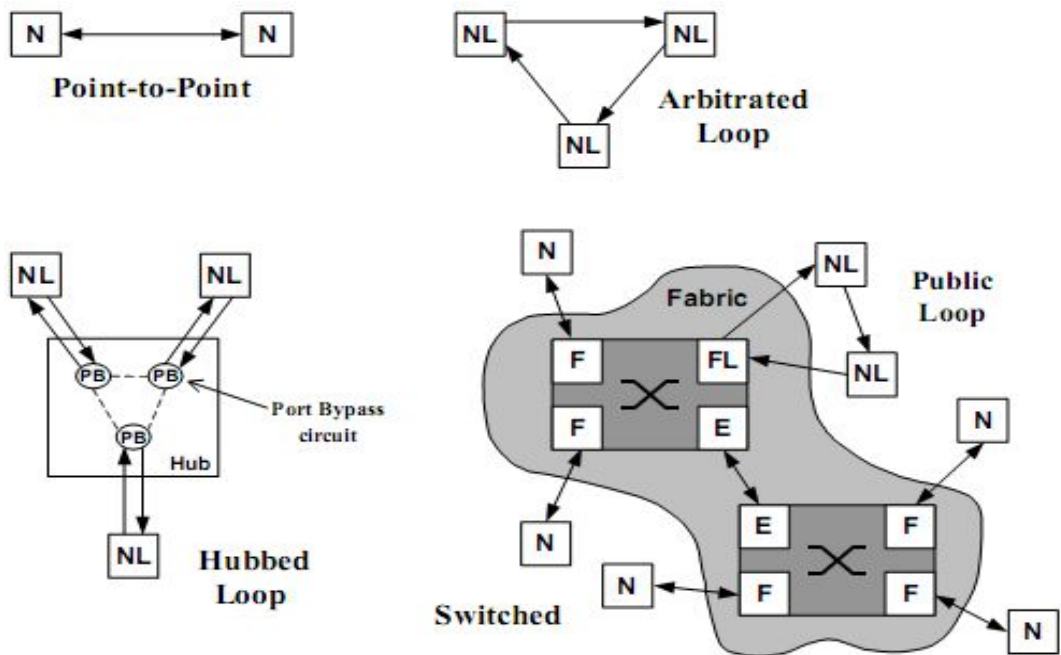 N
N
Point-to-Point
NL
NL
NL
Arbitrated
Loop
NL
NL
PB
PB
PB
Port Bypass
circuit
Hub
NL
Hubbed
Loop
N
Fabric
NL
Public
Loop
F
FL
NL
F
E
N
N
E
F
N
F
F
N
Switched